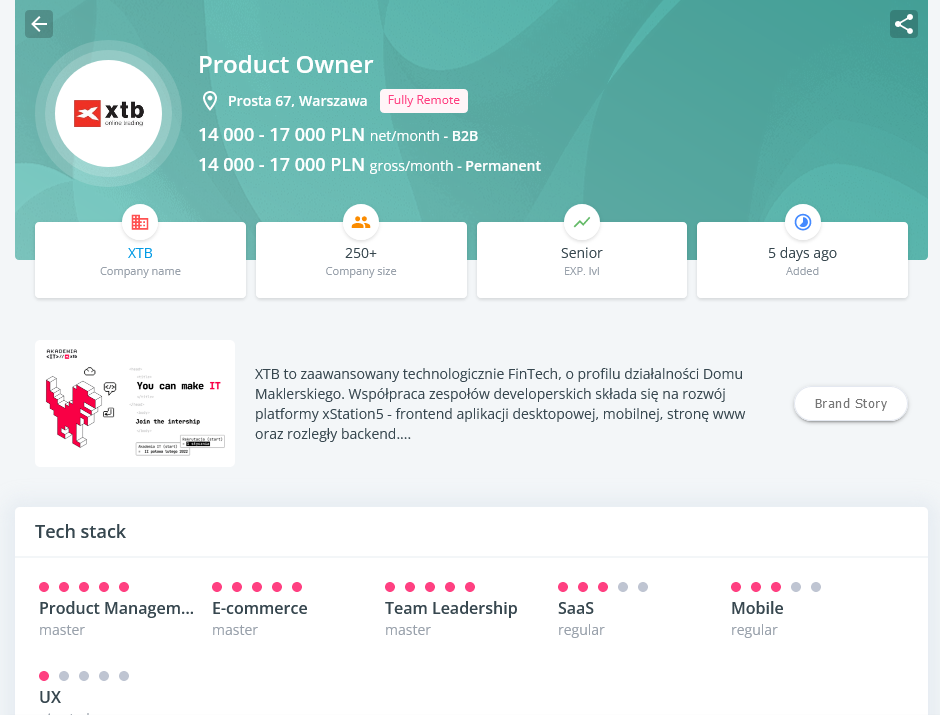 Product Owner
Prosta 67, Warszawa Fully Remote
14 000 - 17 000 PLN net/month - B2B
14 000 - 17 000 PLN gross/month - Permanent
xtb
online trading
XTB
Company name
250+
Company size
Senior
EXP. lvl
5 days ago
Added
AKADEMIA
<IT>// xtb
You can make IT
Join the intership
XTB to zaawansowany technologicznie FinTech, o profilu działalności Domu
Maklerskiego. Współpraca zespołów developerskich składa się na rozwój
platformy xStation5 - frontend aplikacji desktopowej, mobilnej, stronę www
oraz rozległy backend....
Brand Story
Tech stack
Product Managem...
master
E-commerce
master
Team Leadership
master
SaaS
regular
Mobile
regular
UX